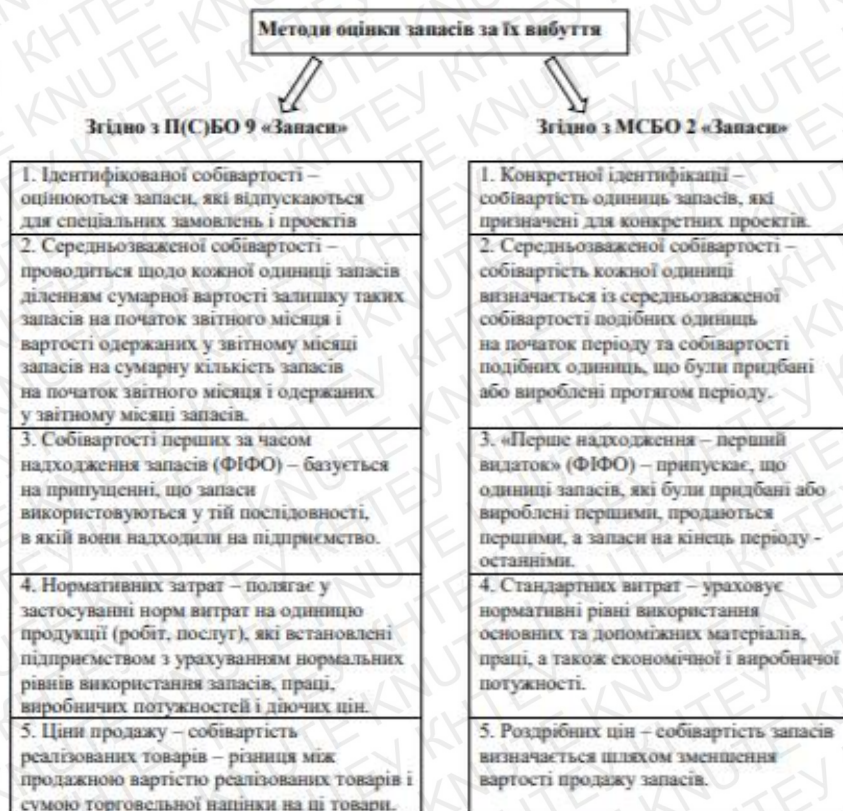 Методи оцінки запасів за їх вибуття
Згідно з П(С)БО 9 «Запаси»
1. Ідентифікованої собівартості –
оцінюються запаси, які відпускаються
для спеціальних замовлень і проектів
2. Середньозваженої собівартості –
проводиться щодо кожної одиниці запасів
діленням сумарної вартості залишку таких
запасів на початок звітного місяця і
вартості одержаних у звітному місяці
запасів на сумарну кількість запасів
на початок звітного місяця і одержаних
у звітному місяці запасів.
3. Собівартості перших за часом
надходження запасів (ФІФО) – базується
на припущенні, що запаси
використовуються у тій послідовності,
в якій вони надходили на підприємство.
4. Нормативних затрат – полягає у
застосуванні норм витрат на одиницю
продукції (робіт, послуг), які встановлені
підприємством з урахуванням нормальних
рівнів використання запасів, праці,
виробничих потужностей і діючих цін.
5. Ціни продажу – собівартість
реалізованих товарів – різниця між
продажною вартістю реалізованих товарів і
сумою торговельної націнки на ці товари.
Згідно з МСБО 2 «Запаси»
1. Конкретної ідентифікації –
собівартість одиниць запасів, які
призначені для конкретних проектів.
2. Середньозваженої собівартості –
собівартість кожної одиниці
визначається із середньозваженої
собівартості подібних одиниць
на початок періоду та собівартості
подібних одиниць, що були придбані
або вироблені протягом періоду.
3. «Перше надходження – перший
видаток» (ФІФО) – припускає, що
одиниці запасів, які були придбані або
вироблені першими, продаються
першими, а запаси на кінець періоду -
останніми.
4. Стандартних витрат – ураховує
нормативні рівні використання
основних та допоміжних матеріалів,
праці, а також економічної і виробничої
потужності.
5. Роздрібних цін – собівартість запасів
визначається шляхом зменшення
вартості продажу запасів.
KHTEY KNUTE